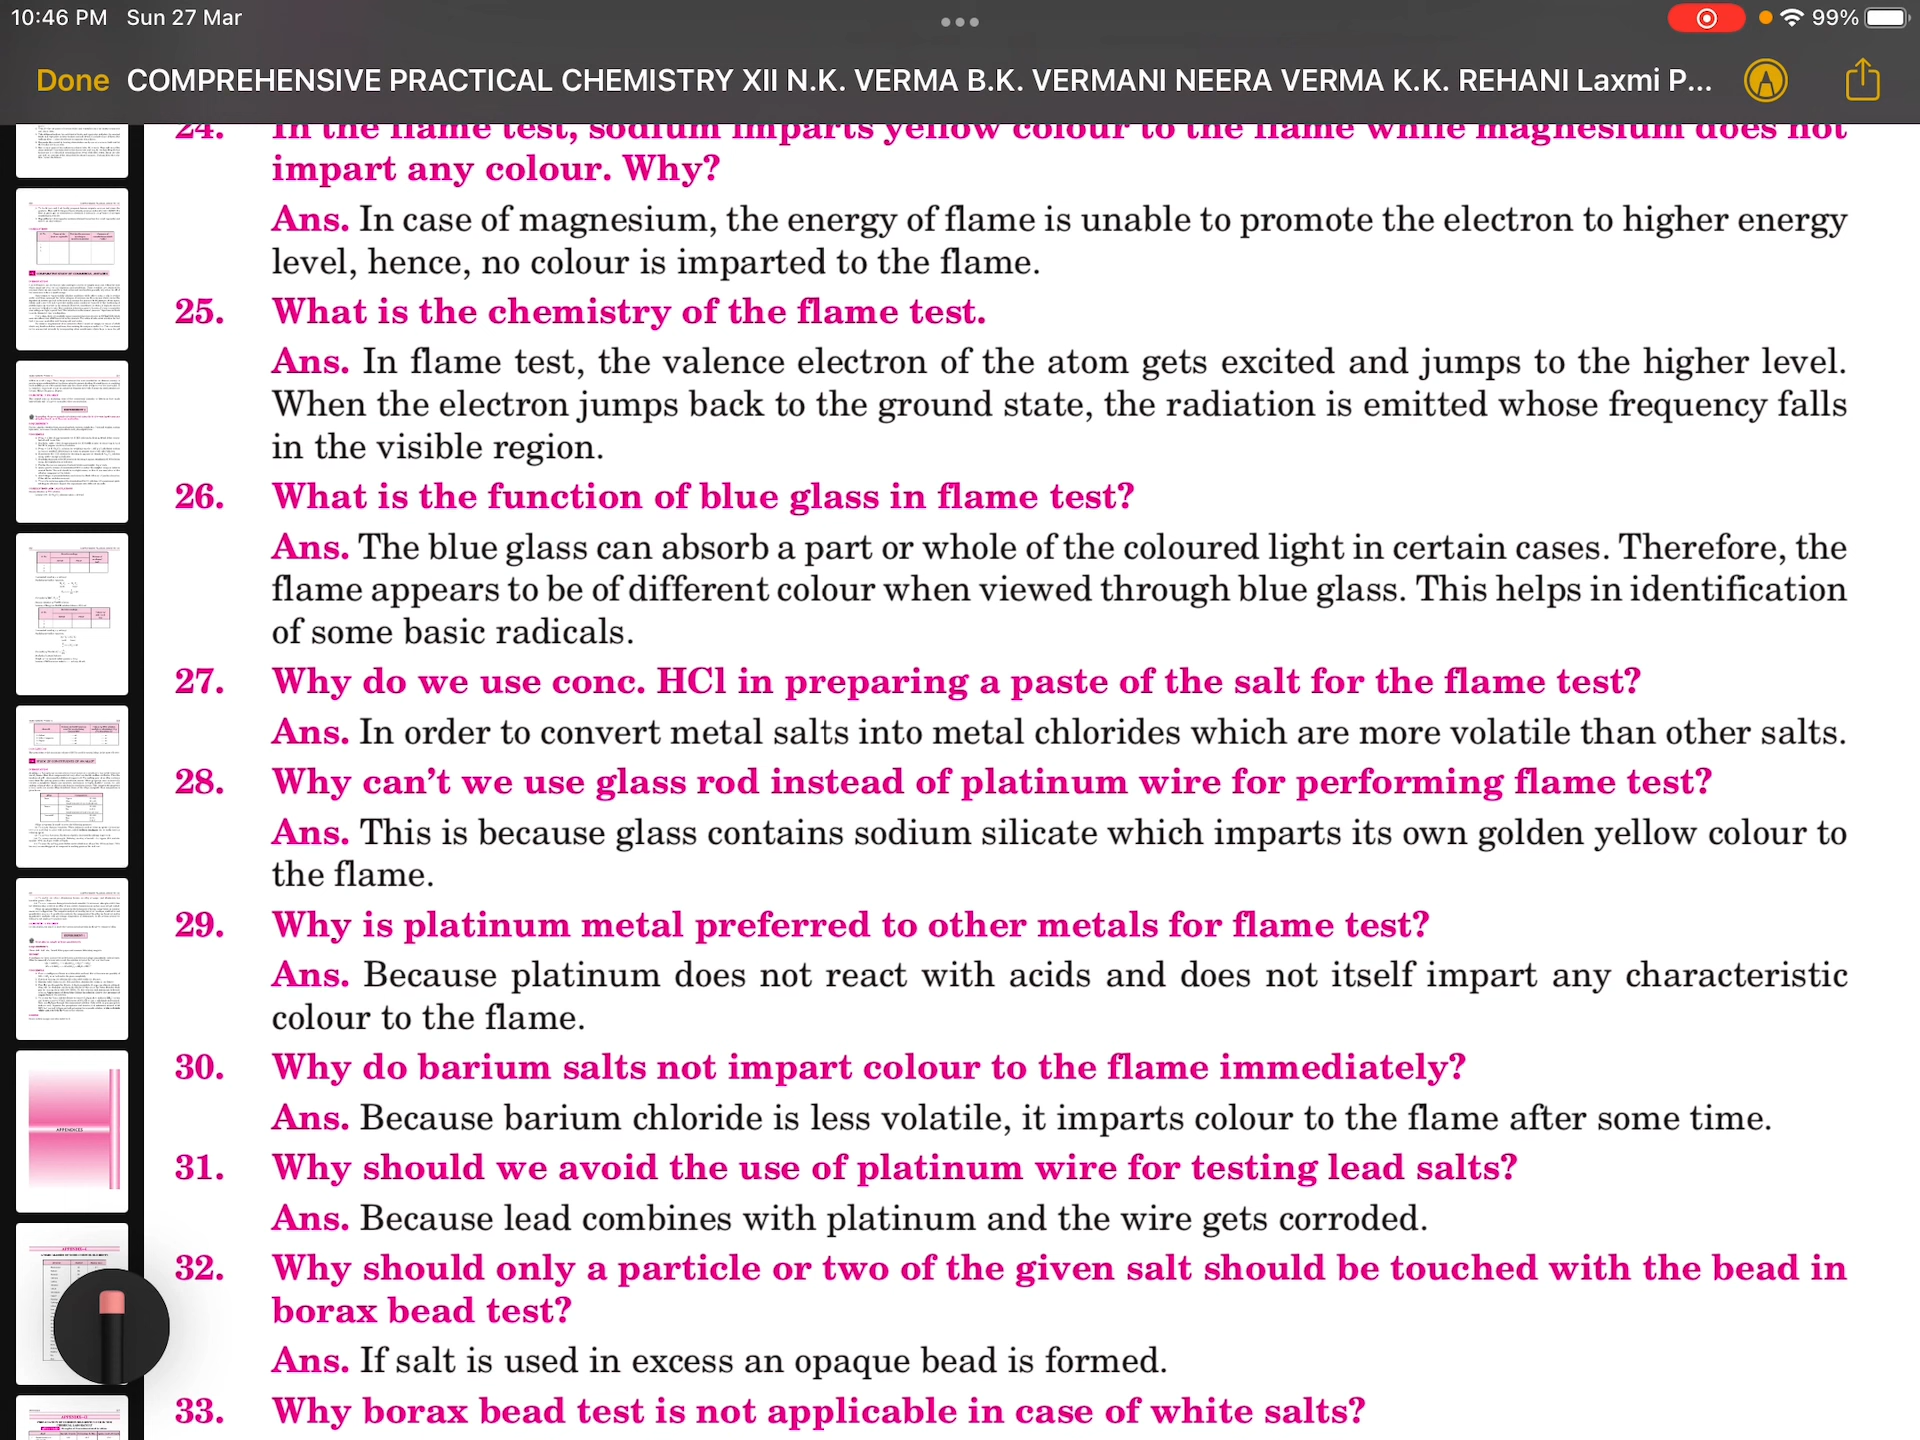 10:46 PM Sun 27 Mar
99%
Done COMPREHENSIVE PRACTICAL CHEMISTRY XII N.K. VERMA B.K. VERMANI NEERA VERMA K.K. REHANI Laxmi P...
24. In the flame test, sodium imparts yellow colour to the flame while magnesium does not
impart any colour. Why?
Ans. In case of magnesium, the energy of flame is unable to promote the electron to higher energy
level, hence, no colour is imparted to the flame.
25. What is the chemistry of the flame test.
Ans. In flame test, the valence electron of the atom gets excited and jumps to the higher level.
When the electron jumps back to the ground state, the radiation is emitted whose frequency falls
in the visible region.
26. What is the function of blue glass in flame test?
Ans. The blue glass can absorb a part or whole of the coloured light in certain cases. Therefore, the
flame appears to be of different colour when viewed through blue glass. This helps in identification
of some basic radicals.
27. Why do we use conc. HCl in preparing a paste of the salt for the flame test?
Ans. In order to convert metal salts into metal chlorides which are more volatile than other salts.
28. Why can't we use glass rod instead of platinum wire for performing flame test?
Ans. This is because glass contains sodium silicate which imparts its own golden yellow colour to
the flame.
29. Why is platinum metal preferred to other metals for flame test?
Ans. Because platinum does not react with acids and does not itself impart any characteristic
colour to the flame.
30. Why do barium salts not impart colour to the flame immediately?
Ans. Because barium chloride is less volatile, it imparts colour to the flame after some time.
31. Why should we avoid the use of platinum wire for testing lead salts?
Ans. Because lead combines with platinum and the wire gets corroded.
32. Why should only a particle or two of the given salt should be touched with the bead in
borax bead test?
Ans. If salt is used in excess an opaque bead is formed.
33. Why borax bead test is not applicable in case of white salts?
APPENDICES